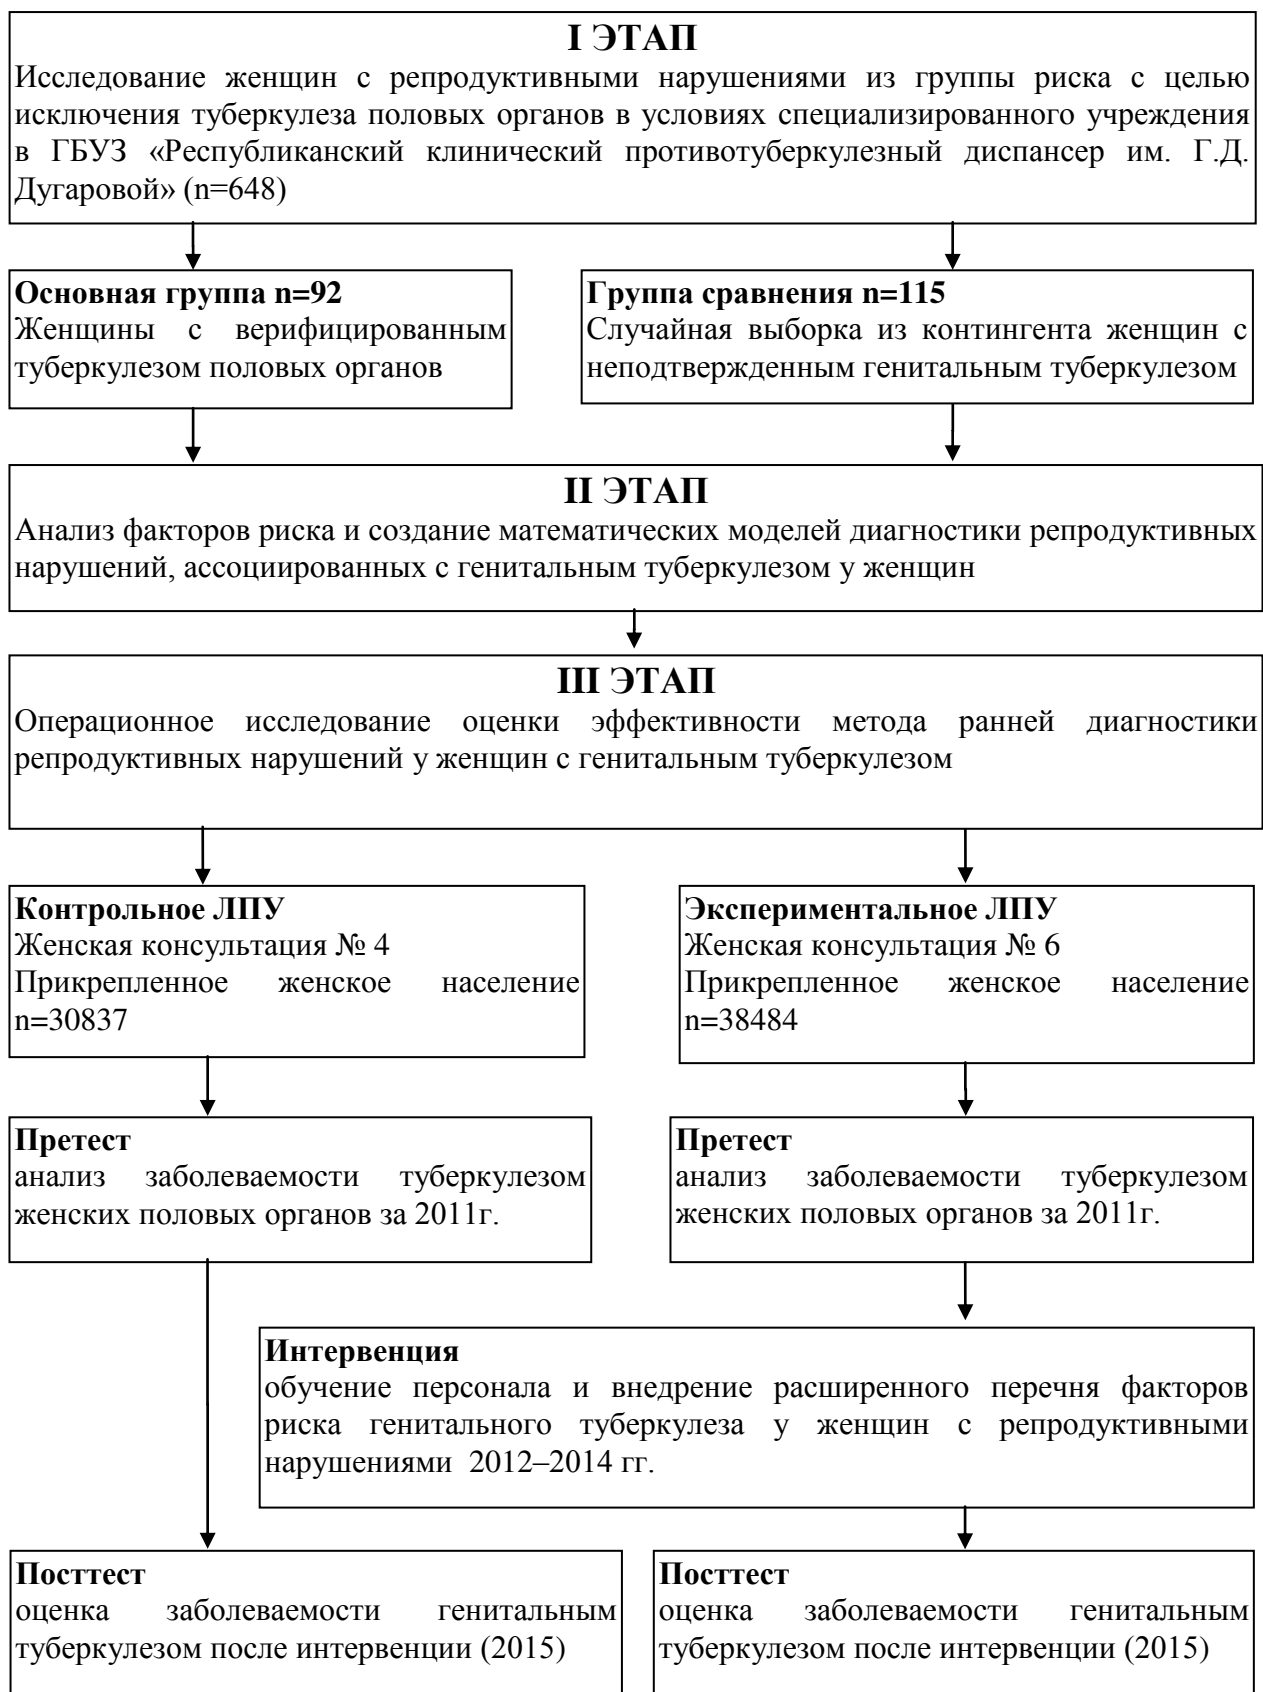 I ЭТАП
Исследование женщин с репродуктивными нарушениями из группы риска с целью
исключения туберкулеза половых органов в условиях специализированного учреждения
в ГБУЗ «Республиканский клинический противотуберкулезный диспансер им. Г.Д.
Дугаровой» (n=648)
Основная группа n=92
Женщины с верифицированным
туберкулезом половых органов
Группа сравнения n=115
Случайная выборка из контингента женщин с
неподтвержденным генитальным туберкулезом
II ЭТАП
Анализ факторов риска и создание математических моделей диагностики репродуктивных
нарушений, ассоциированных с генитальным туберкулезом у женщин
III ЭТАП
Операционное исследование оценки эффективности метода ранней диагностики
репродуктивных нарушений у женщин с генитальным туберкулезом
Контрольное ЛПУ
Женская консультация № 4
Прикрепленное женское население
n=30837
Экспериментальное ЛПУ
Женская консультация № 6
Прикрепленное женское население
n=38484
Претест
анализ заболеваемости туберкулезом
женских половых органов за 2011г.
Претест
анализ заболеваемости туберкулезом
женских половых органов за 2011г.
Интервенция
обучение персонала и внедрение расширенного перечня факторов
риска генитального туберкулеза у женщин с репродуктивными
нарушениями 2012–2014 гг.
Посттест
оценка заболеваемости генитальным
туберкулезом после интервенции (2015)
Посттест
оценка заболеваемости генитальным
туберкулезом после интервенции (2015)